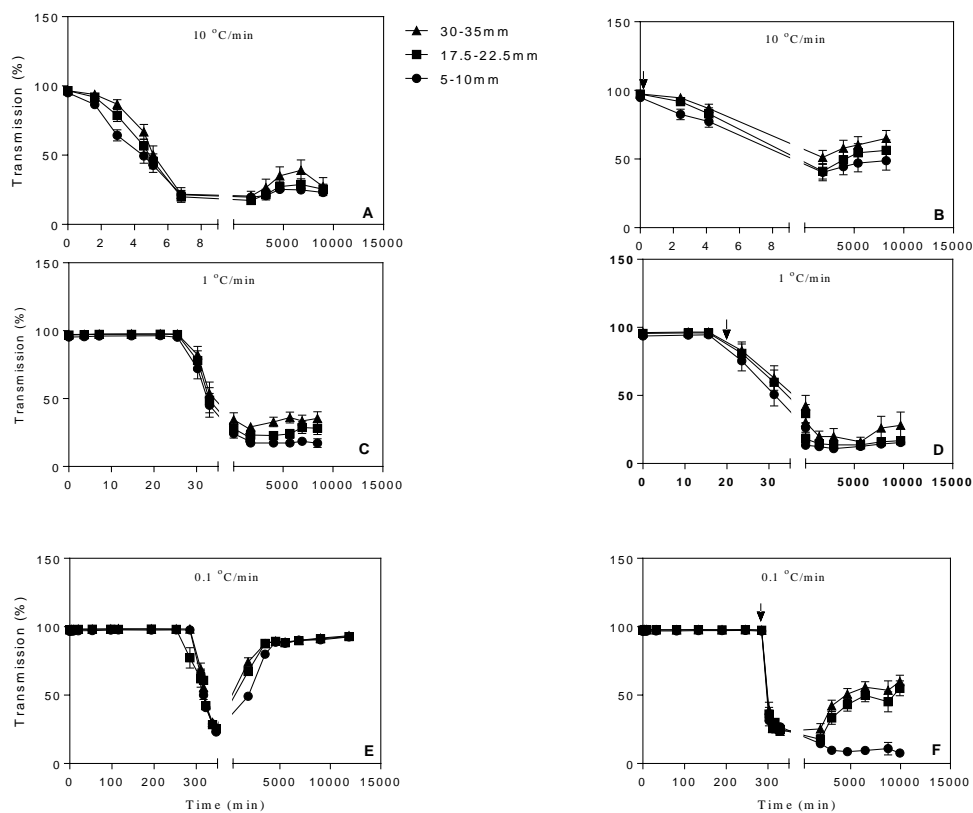 150
10 °C/min
100
50
0
Transmission (%)
A
0 2 4 6 8 5000 10000 15000
30-35mm
17.5-22.5mm
5-10mm
150
10 °C/min
100
50
0
B
0 2 4 6 8 5000 10000 15000
150
1 °C/min
100
50
0
Transmission (%)
C
0 10 20 30 5000 10000 15000
150
1 °C/min
100
50
0
D
0 10 20 30 5000 10000 15000
150
0.1 °C/min
100
50
0
Transmission (%)
E
0 100 200 300 5000 10000 15000
Time (min)
150
0.1 °C/min
100
50
0
F
0 100 200 300 5000 10000 15000
Time (min)